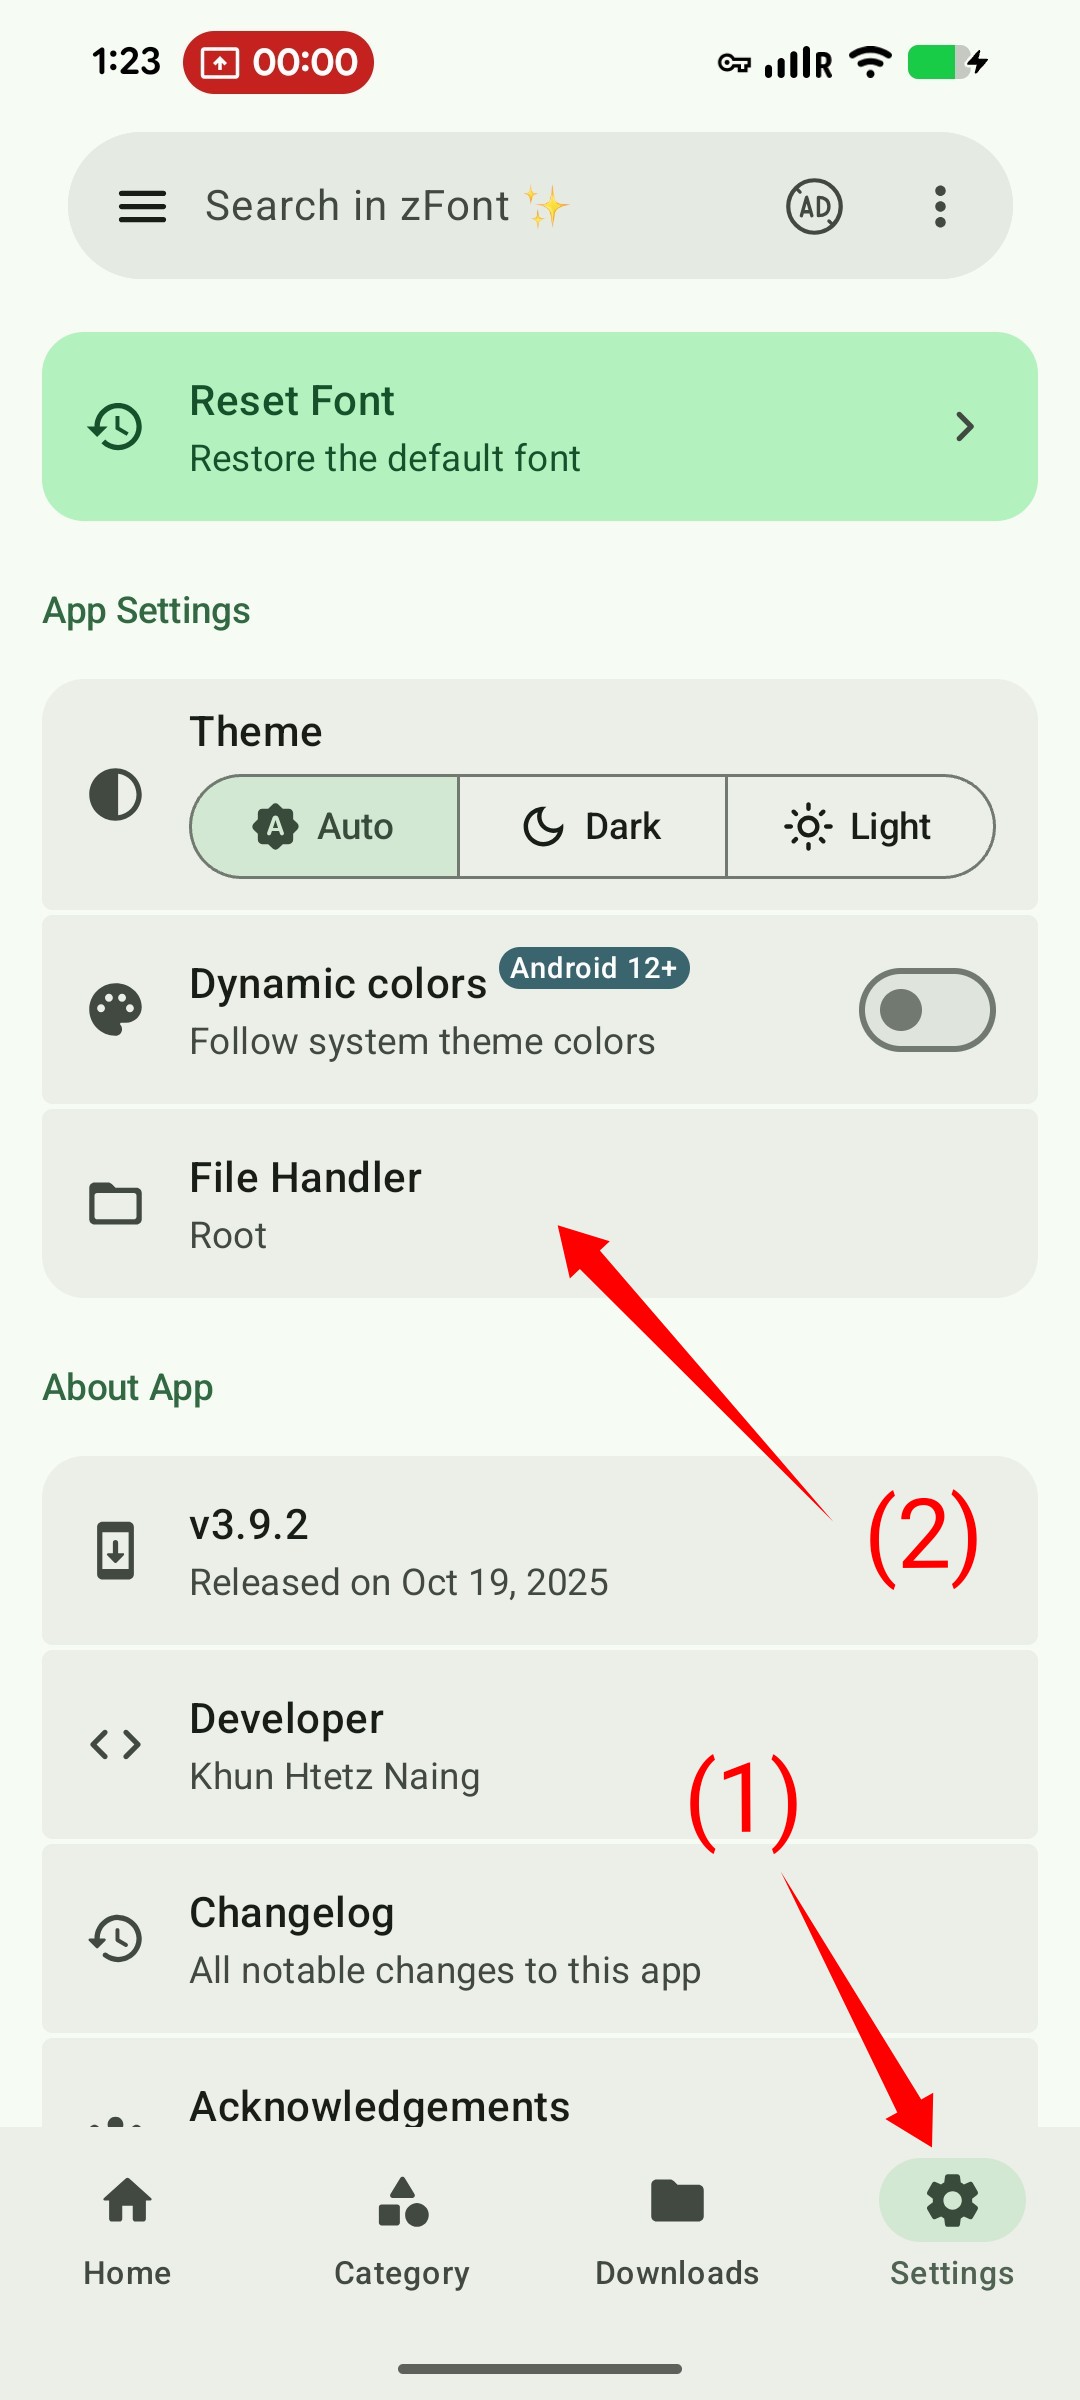 1:23
00:00
R
Search in zFont ✨
AD
Reset Font
Restore the default font
App Settings
Theme
A Auto
Dark
Light
Dynamic colors Android 12+
Follow system theme colors
File Handler
Root
About App
v3.9.2
Released on Oct 19, 2025
(2)
Developer
Khun Htetz Naing
(1)
Changelog
All notable changes to this app
Acknowledgements
Home
Category
Downloads
Settings